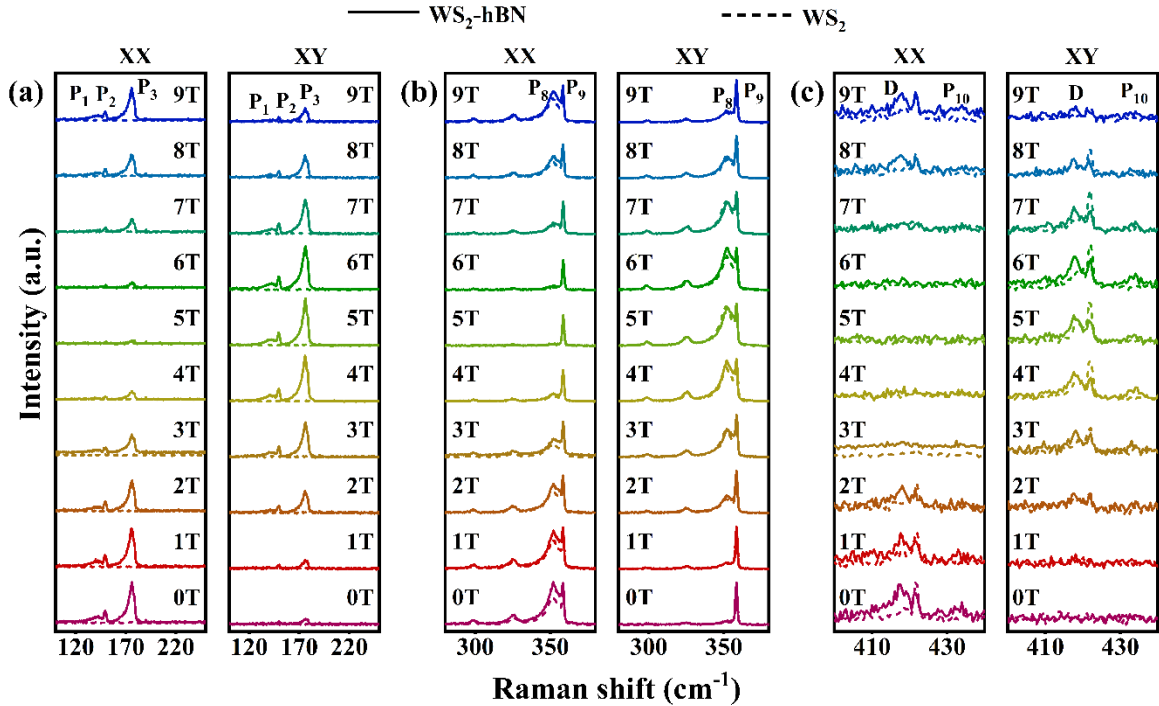 WS₂-hBN WS₂
XX XY XX XY XX XY
(a) P₁ P₂ P₃ 9T P₁ P₂ P₃ 9T (b) 9T P₈ P₉ 9T P₈ P₉ (c) 9T D P₁₀ 9T D P₁₀
8T 8T 8T 8T 8T 8T
7T 7T 7T 7T 7T 7T
6T 6T 6T 6T 6T 6T
5T 5T 5T 5T 5T 5T
4T 4T 4T 4T 4T 4T
3T 3T 3T 3T 3T 3T
2T 2T 2T 2T 2T 2T
1T 1T 1T 1T 1T 1T
0T 0T 0T 0T 0T 0T
120 170 220 120 170 220 300 350 300 350 410 430 410 430
Intensity (a.u.)
Raman shift (cm⁻¹)